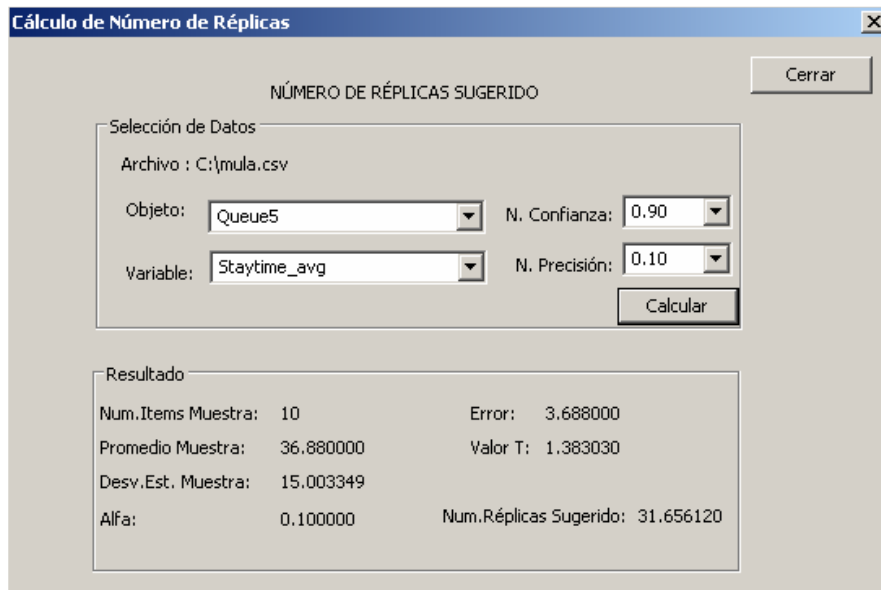 Cálculo de Número de Réplicas
Cerrar
NÚMERO DE RÉPLICAS SUGERIDO
Selección de Datos
Archivo : C:\mula.csv
Objeto: Queue5 N. Confianza: 0.90
Variable: Staytime_avg N. Precisión: 0.10
Calcular
Resultado
Num.Items Muestra: 10 Error: 3.688000
Promedio Muestra: 36.880000 Valor T: 1.383030
Desv.Est. Muestra: 15.003349
Alfa: 0.100000 Num.Réplicas Sugerido: 31.656120